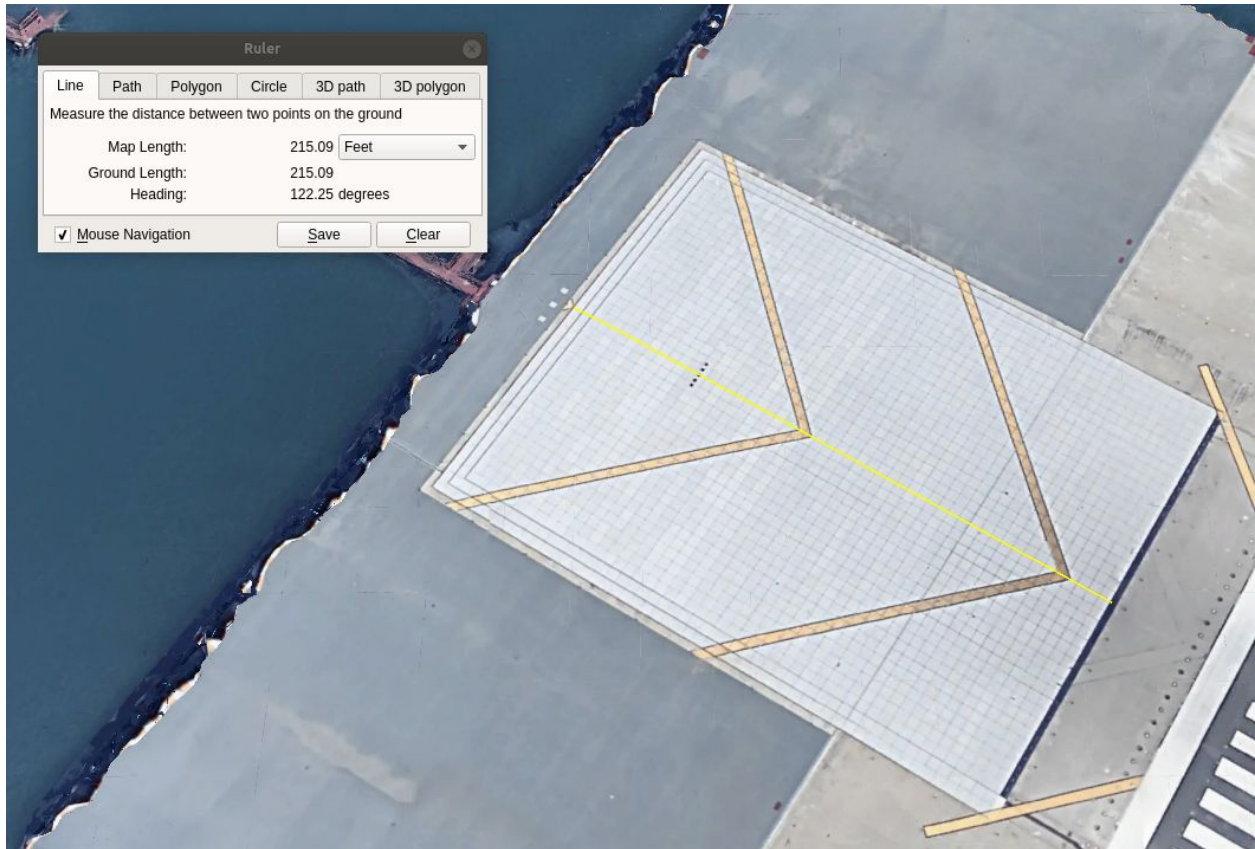 Ruler
Line Path Polygon Circle 3D path 3D polygon
Measure the distance between two points on the ground
Map Length: 215.09 Feet
Ground Length: 215.09
Heading: 122.25 degrees
Mouse Navigation Save Clear